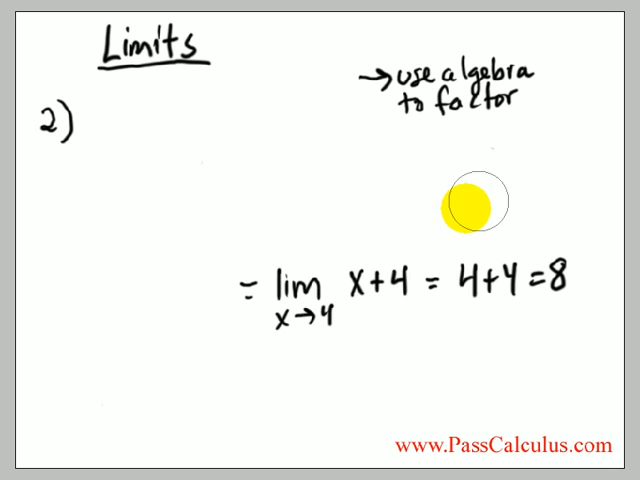 Limits
→ use algebra
to factor
2)
= lim x+4 = 4+4 = 8
x→4
www.PassCalculus.com